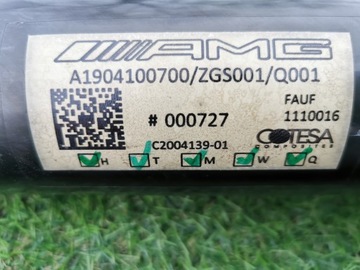 AMG
A1904100700/ZGS001/Q001
# 000727
FAUF
1110016
C2004139-01
COTESA
COMPOSITES
H T M W Q